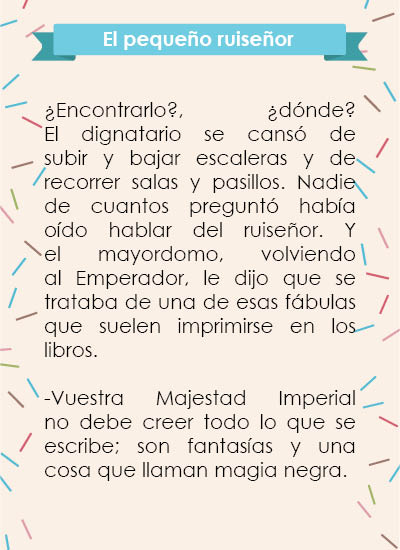 El pequeño ruiseñor
¿Encontrarlo?, ¿dónde?
El dignatario se cansó de
subir y bajar escaleras y de
recorrer salas y pasillos. Nadie
de cuantos preguntó había
oído hablar del ruiseñor. Y
el mayordomo, volviendo
al Emperador, le dijo que se
trataba de una de esas fábulas
que suelen imprimirse en los
libros.
-Vuestra Majestad Imperial
no debe creer todo lo que se
escribe; son fantasías y una
cosa que llaman magia negra.